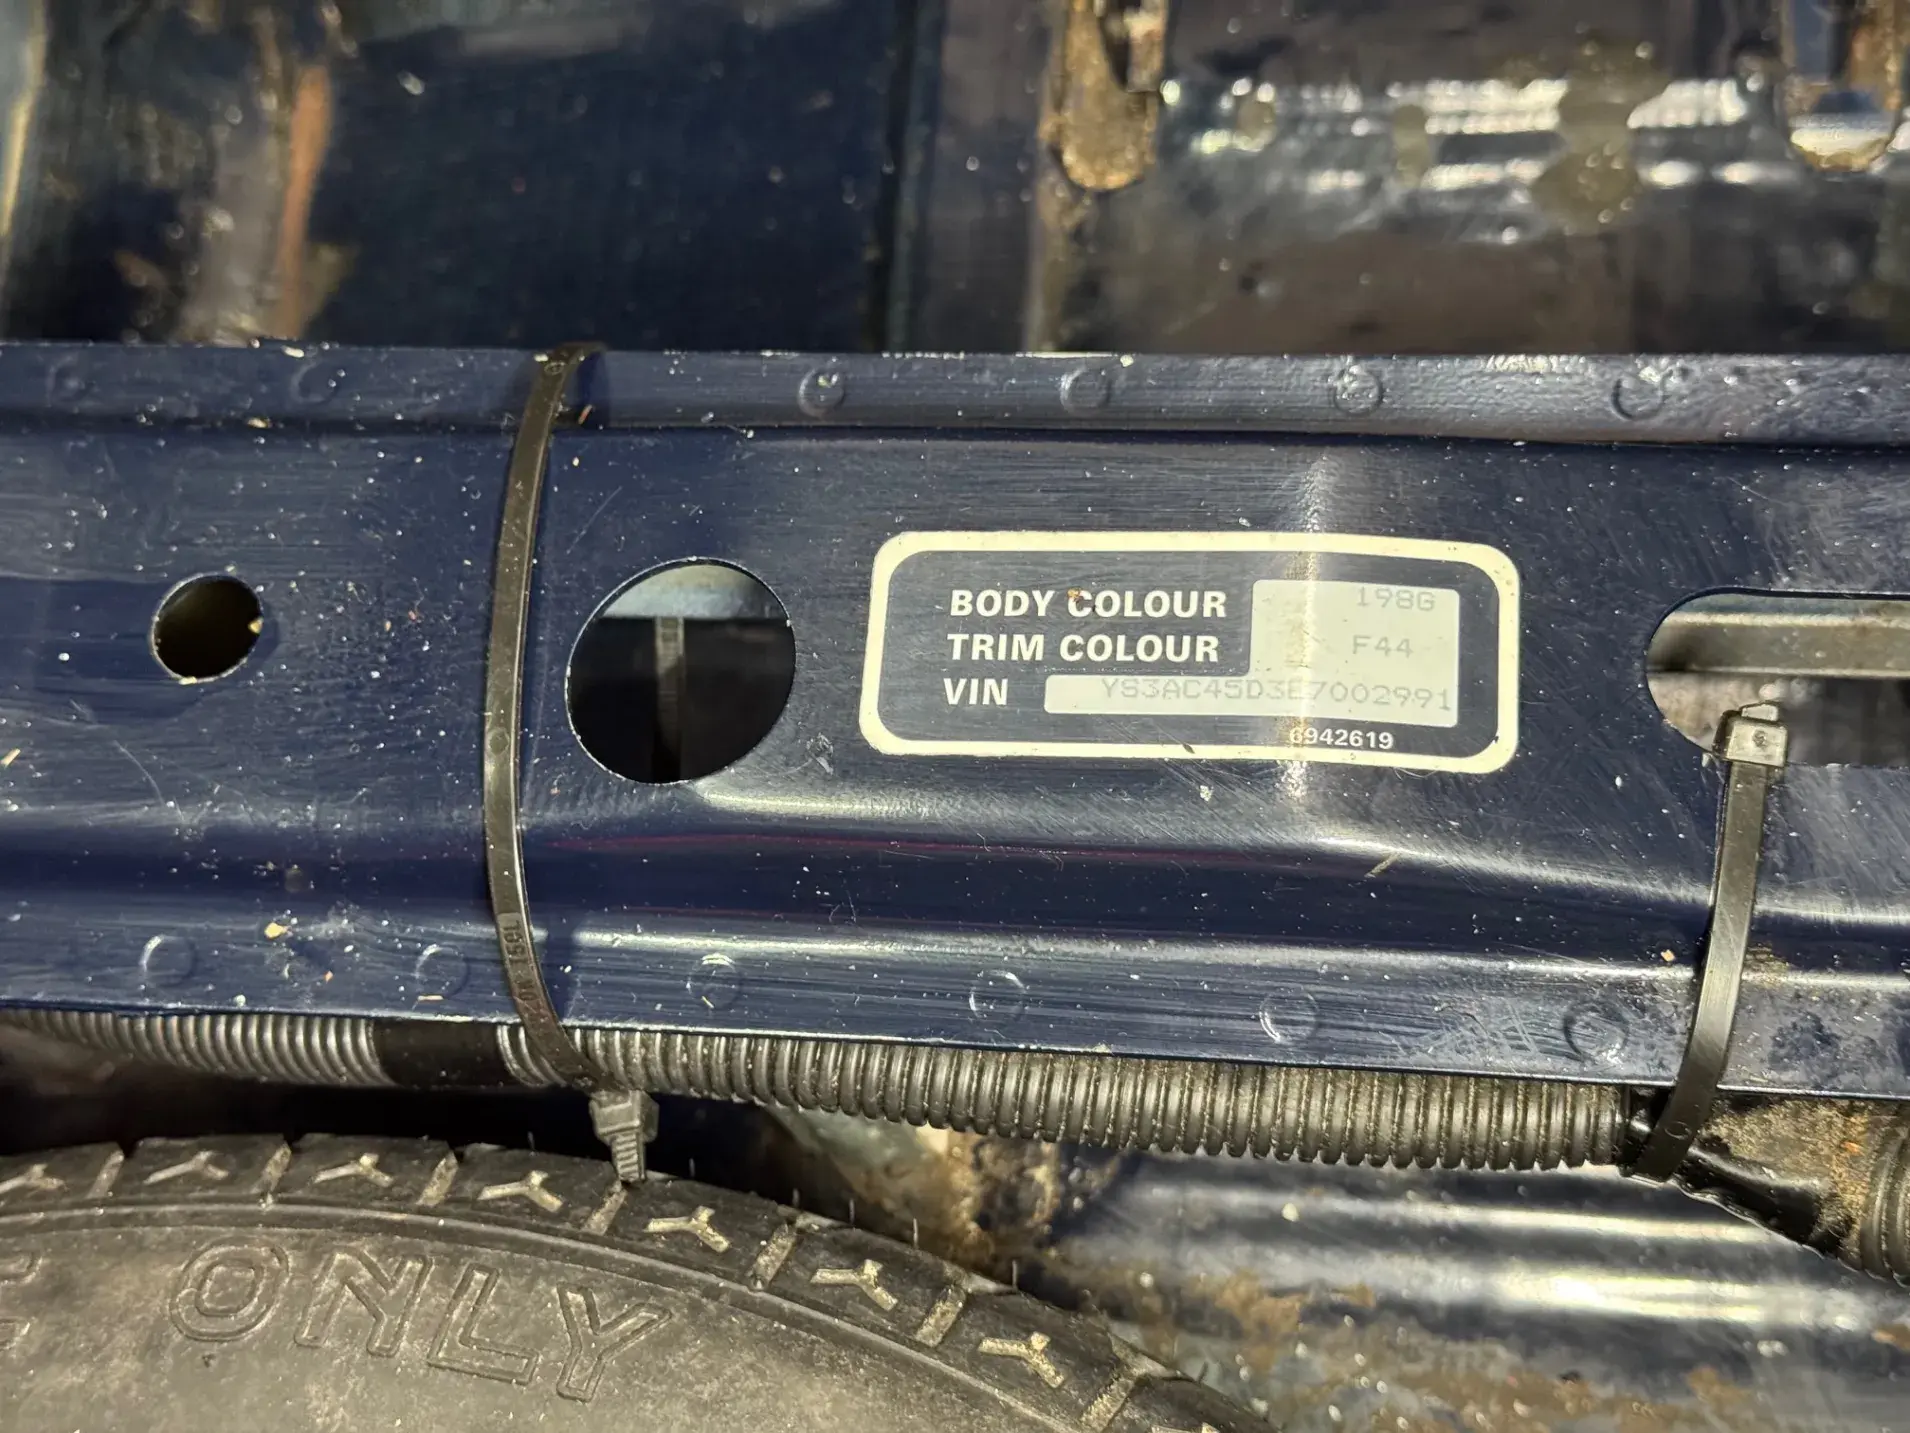 BODY COLOUR 198G
TRIM COLOUR F44
VIN YS3AC45D3E7002991
6942619
ONLY